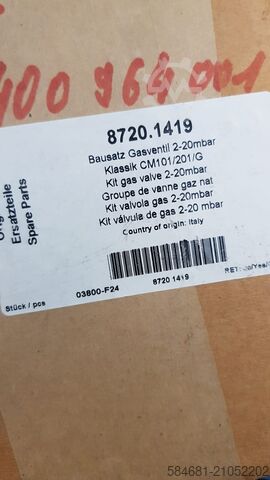 400 964 001
8720.1419
Bausatz Gasventil 2-20mbar
Klassik CM101/201/G
Kit gas valve 2-20mbar
Groupe de vanne gaz nat
Kit valvola gas 2-20mbar
Kit válvula de gas 2-20 mbar
Country of origin: Italy
Ersatzteile
Spare Parts
Stück / pcs
03800-F24
8720 1419
584681-21052202